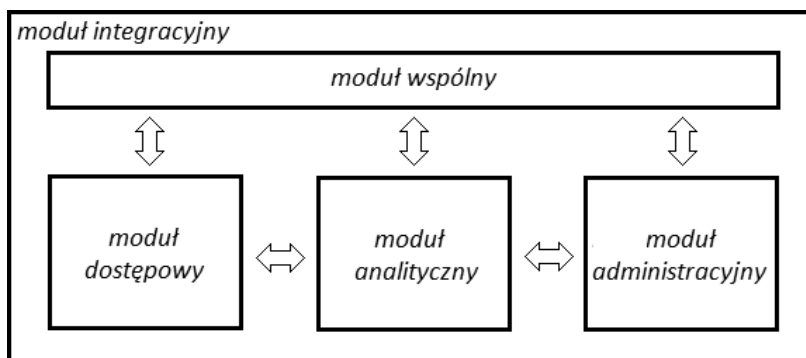 moduł integracyjny
moduł wspólny
moduł
dostępowy
moduł
analityczny
moduł
administracyjny